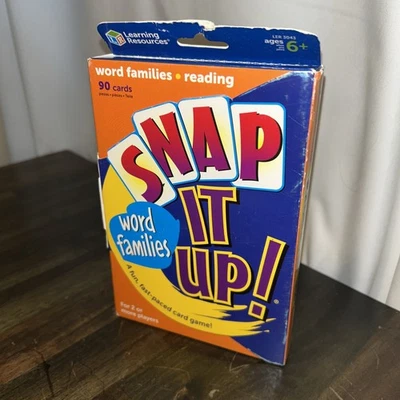 Learning
Resources®
LER 3043
ages 6+
word families • reading
90 cards
SNAP
IT
UP!®
word
families
A fun, fast-paced card game!
For 2 or
more players